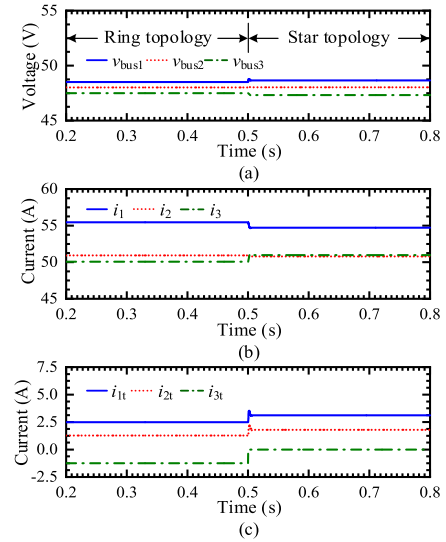 55
Ring topology
Star topology
Voltage (V)
50
v_bus1 v_bus2 v_bus3
45
0.2 0.3 0.4 0.5 0.6 0.7 0.8
Time (s)
(a)
60
i_1 i_2 i_3
55
Current (A)
50
45
0.2 0.3 0.4 0.5 0.6 0.7 0.8
Time (s)
(b)
7.5
i_1t i_2t i_3t
5.0
Current (A)
2.5
0.0
-2.5
0.2 0.3 0.4 0.5 0.6 0.7 0.8
Time (s)
(c)